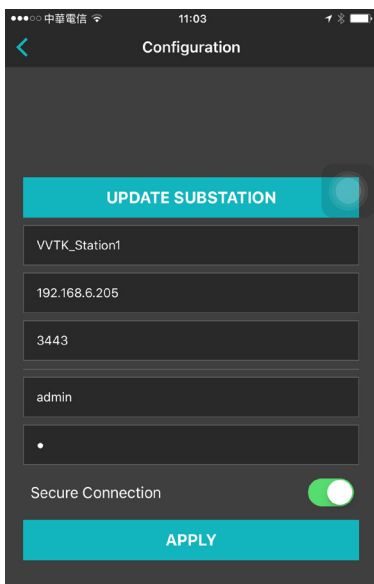 中華電信
11:03
Configuration
UPDATE SUBSTATION
VVTK_Station1
192.168.6.205
3443
admin
•
Secure Connection
APPLY